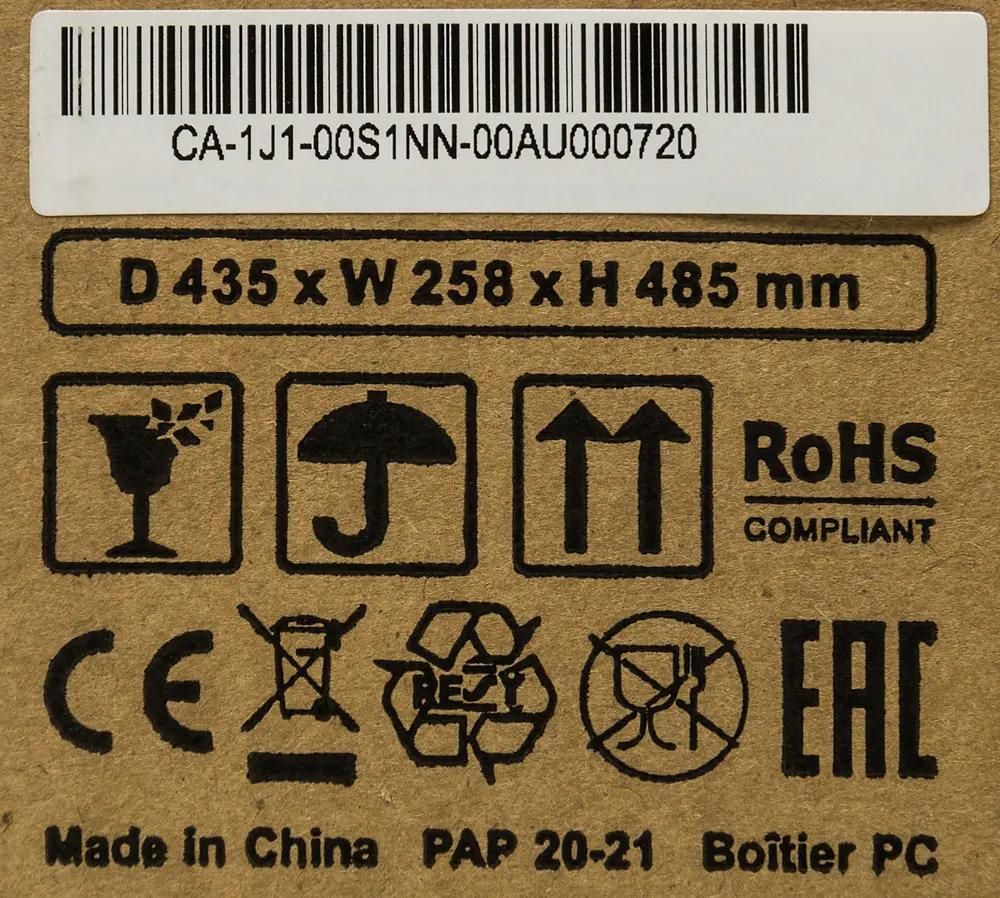 CA-1J1-00S1NN-00AU000720
D 435 x W 258 x H 485 mm
RoHS
COMPLIANT
CE
RESY
EAC
Made in China PAP 20-21 Boîtier PC